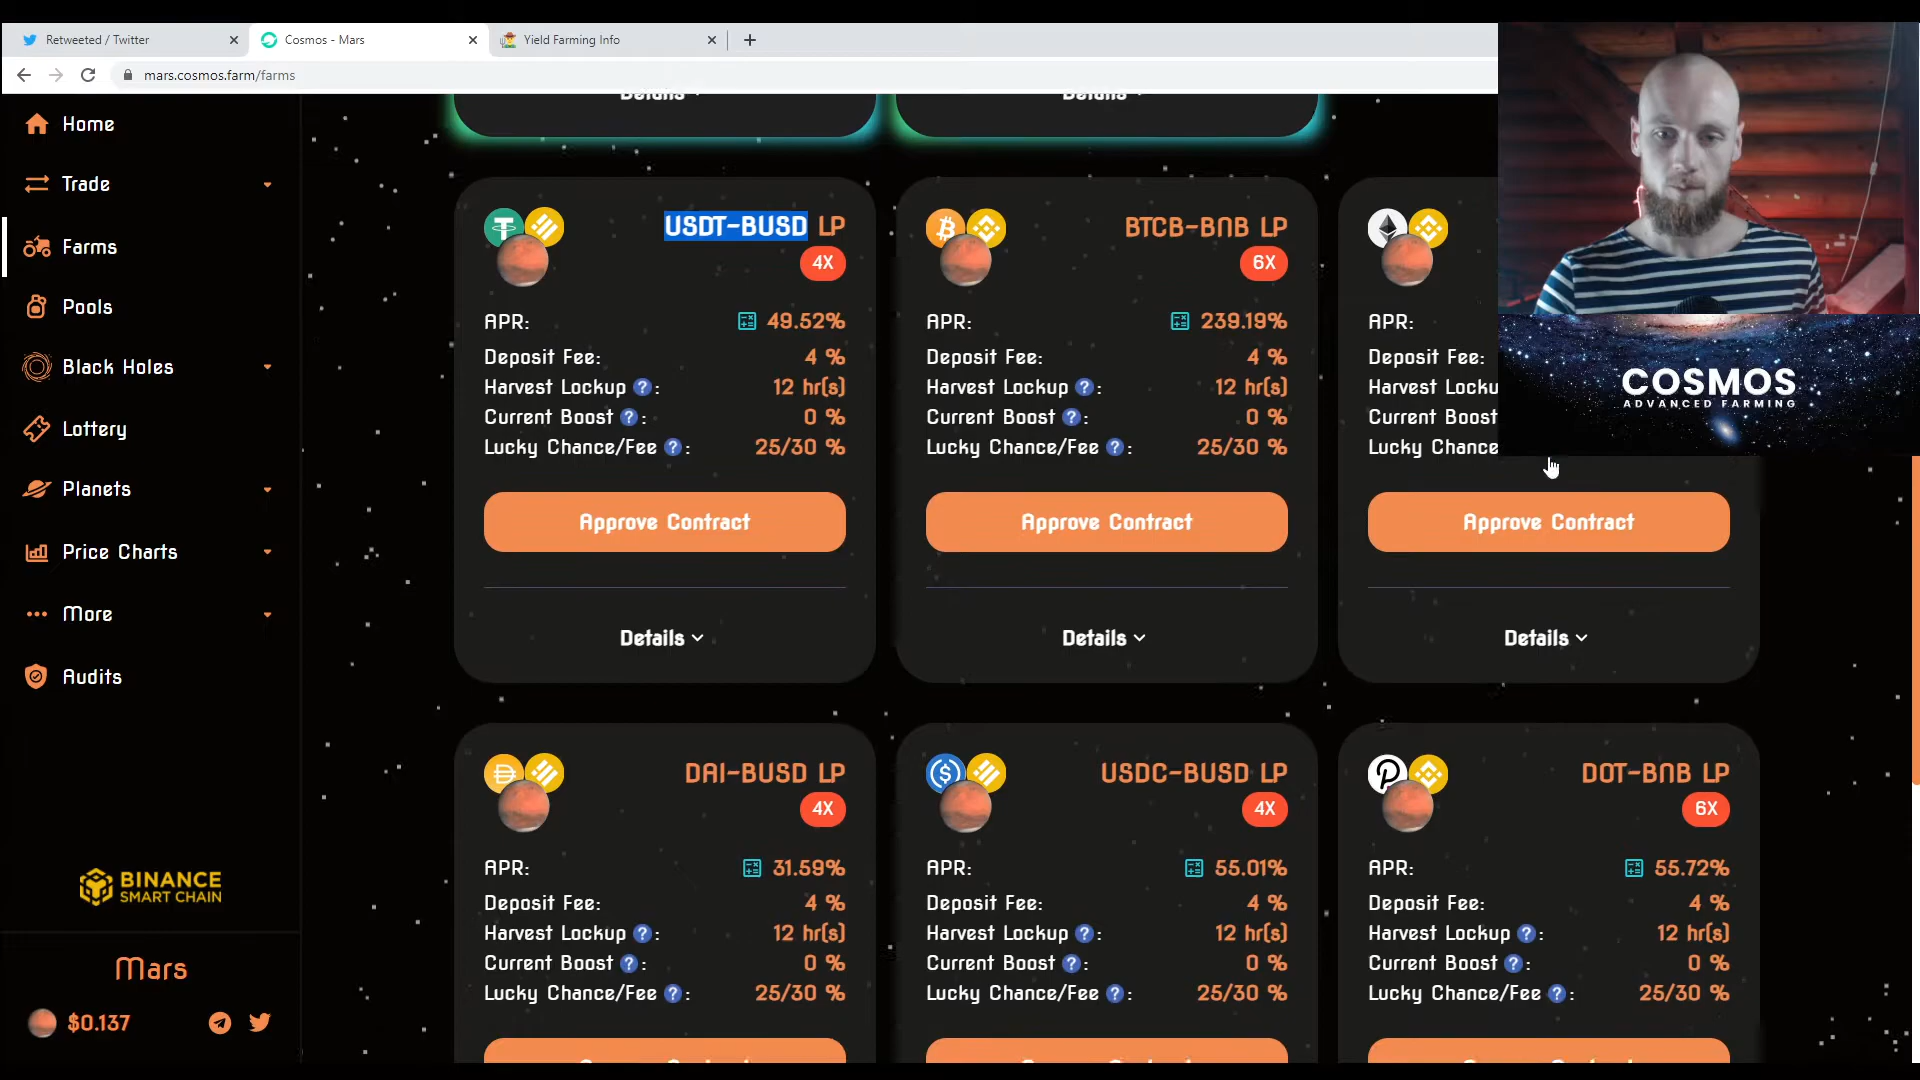 Retweeted / Twitter
Cosmos - Mars
Yield Farming Info
mars.cosmos.farm/farms
Home
Trade
Farms
Pools
Black Holes
Lottery
Planets
Price Charts
More
Audits
BINANCE
SMART CHAIN
Mars
$0.137
Details
Details
USDT-BUSD LP
4X
APR: 49.52%
Deposit Fee: 4 %
Harvest Lockup ?: 12 hr(s)
Current Boost ?: 0 %
Lucky Chance/Fee ?: 25/30 %
Approve Contract
Details
BTCB-BNB LP
6X
APR: 239.19%
Deposit Fee: 4 %
Harvest Lockup ?: 12 hr(s)
Current Boost ?: 0 %
Lucky Chance/Fee ?: 25/30 %
Approve Contract
Details
APR:
Deposit Fee:
Harvest Locku
Current Boost
Lucky Chance
Approve Contract
Details
COSMOS
ADVANCED FARMING
DAI-BUSD LP
4X
APR: 31.59%
Deposit Fee: 4 %
Harvest Lockup ?: 12 hr(s)
Current Boost ?: 0 %
Lucky Chance/Fee ?: 25/30 %
USDC-BUSD LP
4X
APR: 55.01%
Deposit Fee: 4 %
Harvest Lockup ?: 12 hr(s)
Current Boost ?: 0 %
Lucky Chance/Fee ?: 25/30 %
DOT-BNB LP
6X
APR: 55.72%
Deposit Fee: 4 %
Harvest Lockup ?: 12 hr(s)
Current Boost ?: 0 %
Lucky Chance/Fee ?: 25/30 %